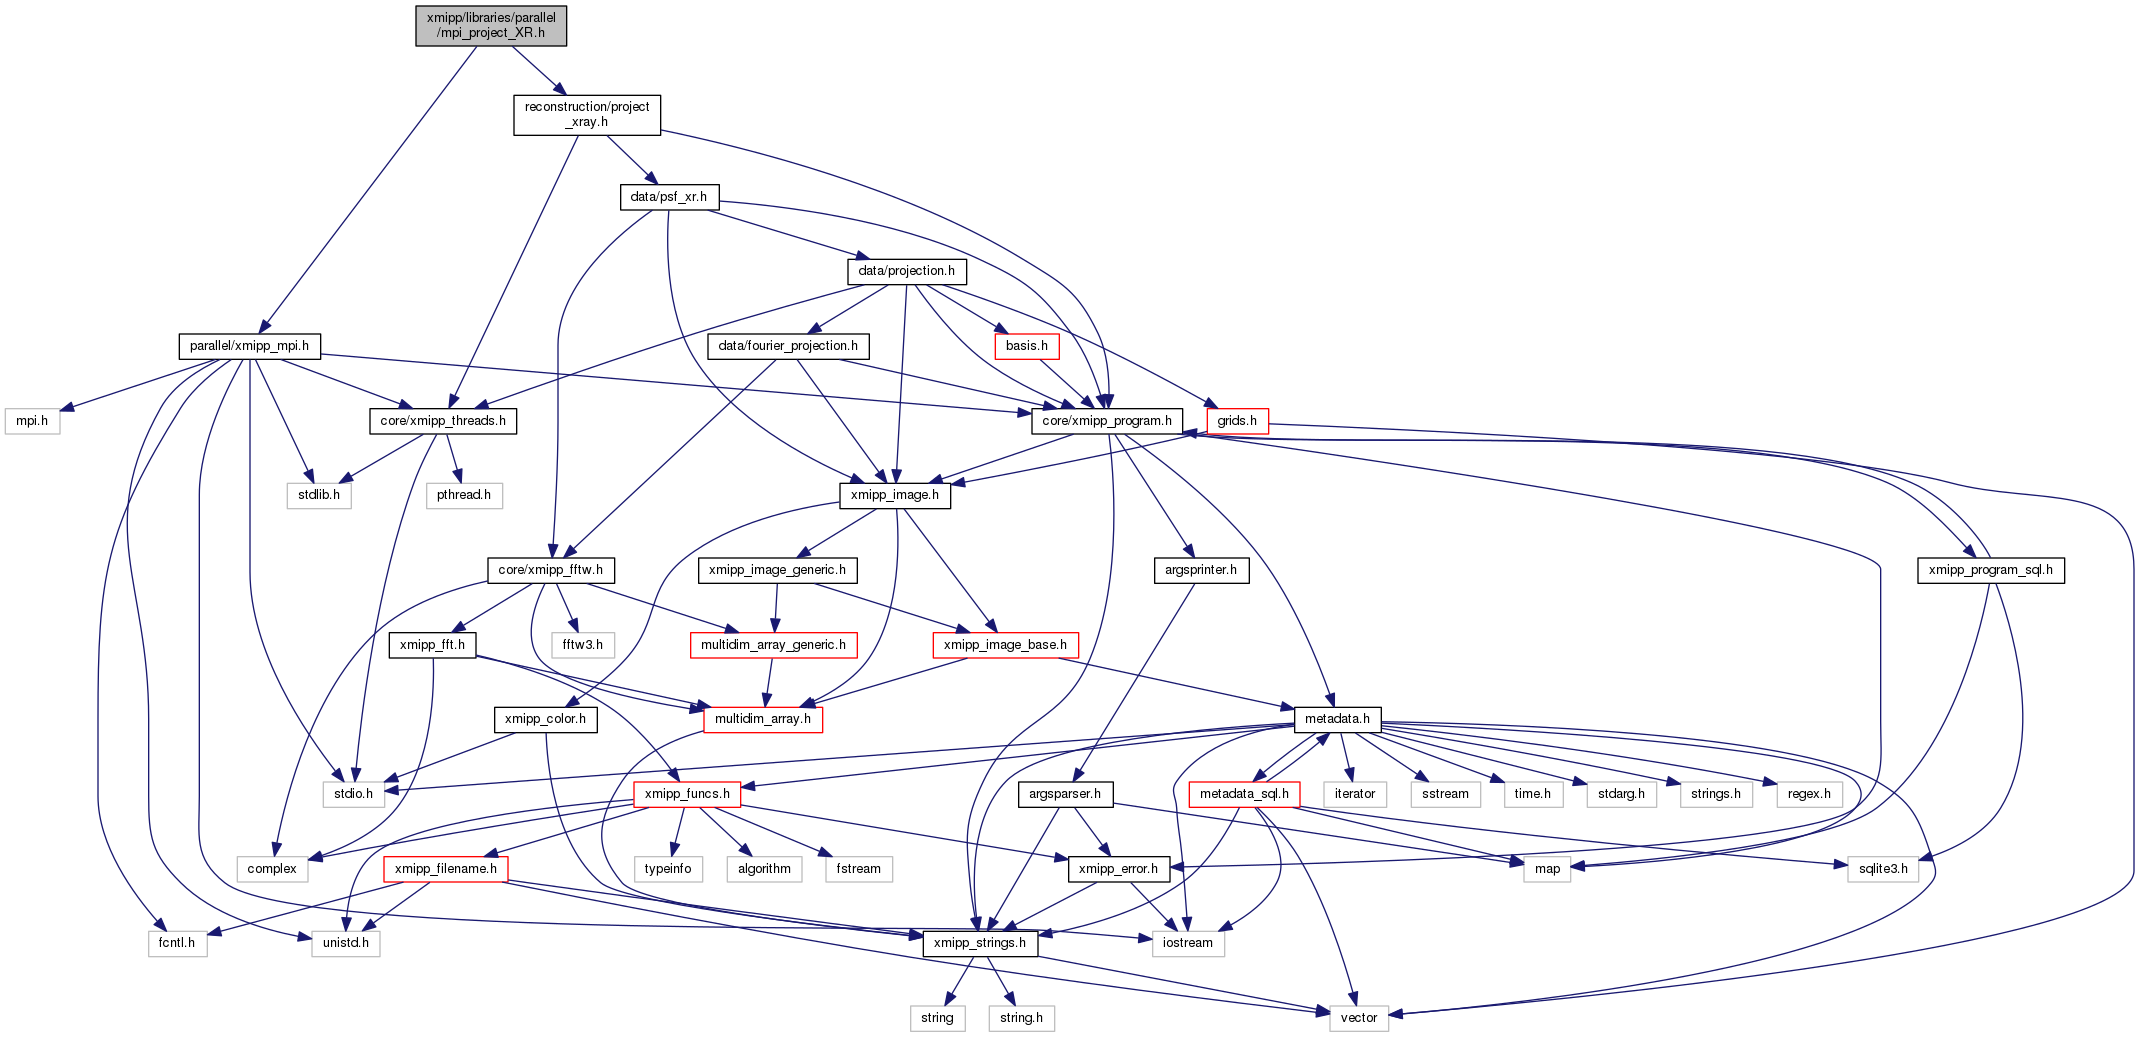 xmipp/libraries/parallel
/mpi_project_XR.h
reconstruction/project
_xray.h
data/psf_xr.h
data/projection.h
parallel/xmipp_mpi.h
data/fourier_projection.h
basis.h
mpi.h
core/xmipp_threads.h
core/xmipp_program.h
grids.h
stdlib.h
pthread.h
xmipp_image.h
core/xmipp_fftw.h
xmipp_image_generic.h
argsprinter.h
xmipp_program_sql.h
xmipp_fft.h
fftw3.h
multidim_array_generic.h
xmipp_image_base.h
xmipp_color.h
multidim_array.h
metadata.h
stdio.h
xmipp_funcs.h
argsparser.h
metadata_sql.h
iterator
sstream
time.h
stdarg.h
strings.h
regex.h
complex
xmipp_filename.h
typeinfo
algorithm
fstream
xmipp_error.h
map
sqlite3.h
fcntl.h
unistd.h
xmipp_strings.h
iostream
string
string.h
vector